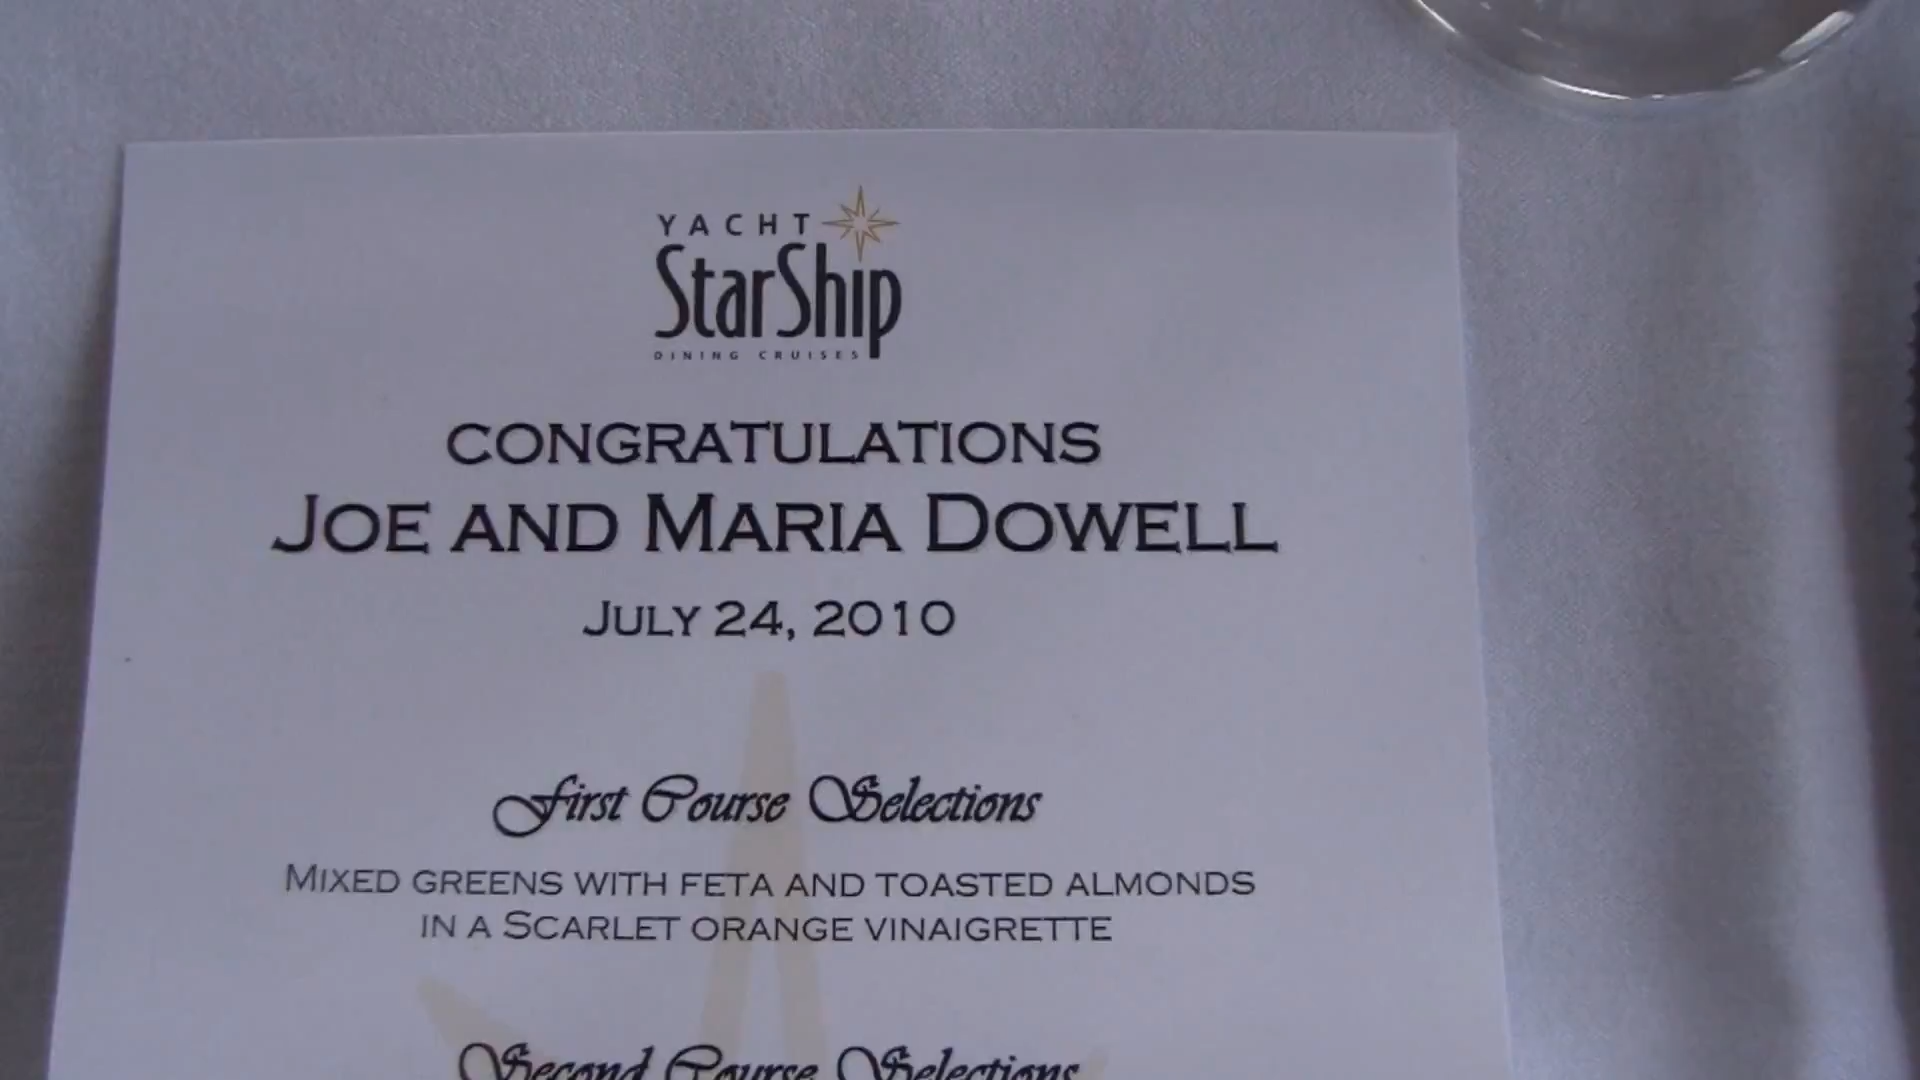 YACHT
StarShip
DINING CRUISES
CONGRATULATIONS
JOE AND MARIA DOWELL
JULY 24, 2010
First Course Selections
MIXED GREENS WITH FETA AND TOASTED ALMONDS
IN A SCARLET ORANGE VINAIGRETTE
Second Course Selections